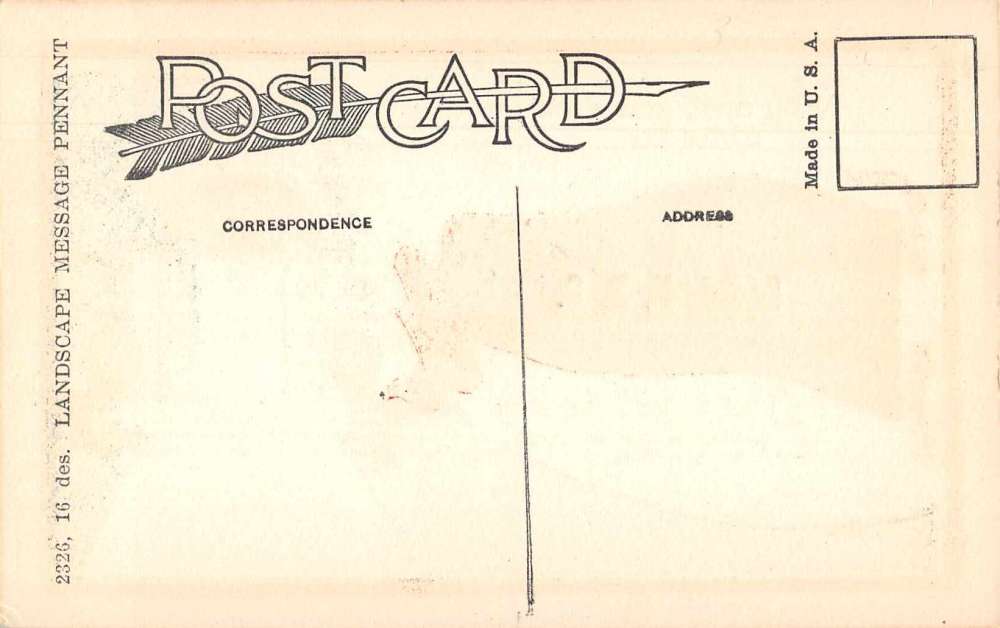 POST CARD
Made in U. S. A.
CORRESPONDENCE
ADDRESS
2326, 16 des. LANDSCAPE MESSAGE PENNANT